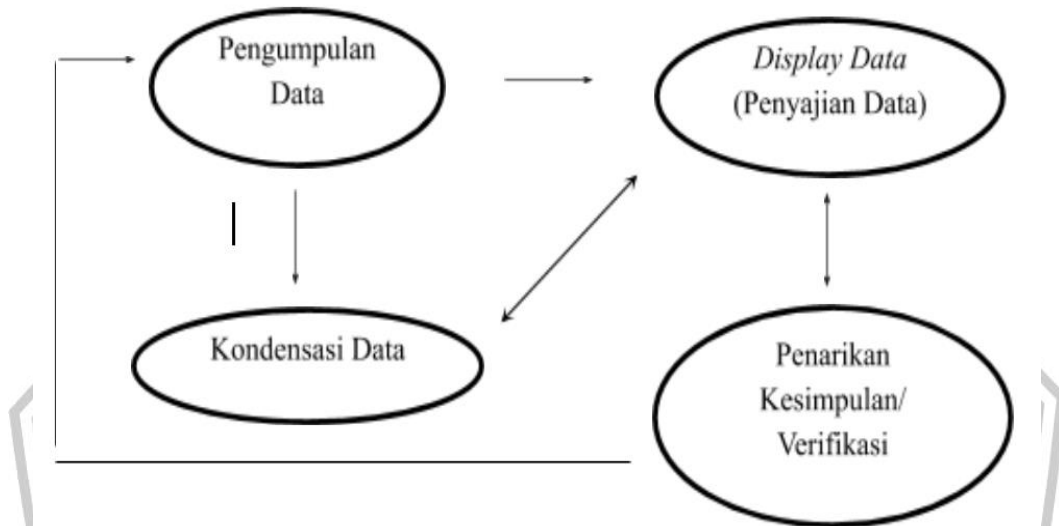 Pengumpulan
Data
Display Data
(Penyajian Data)
Kondensasi Data
Penarikan
Kesimpulan/
Verifikasi